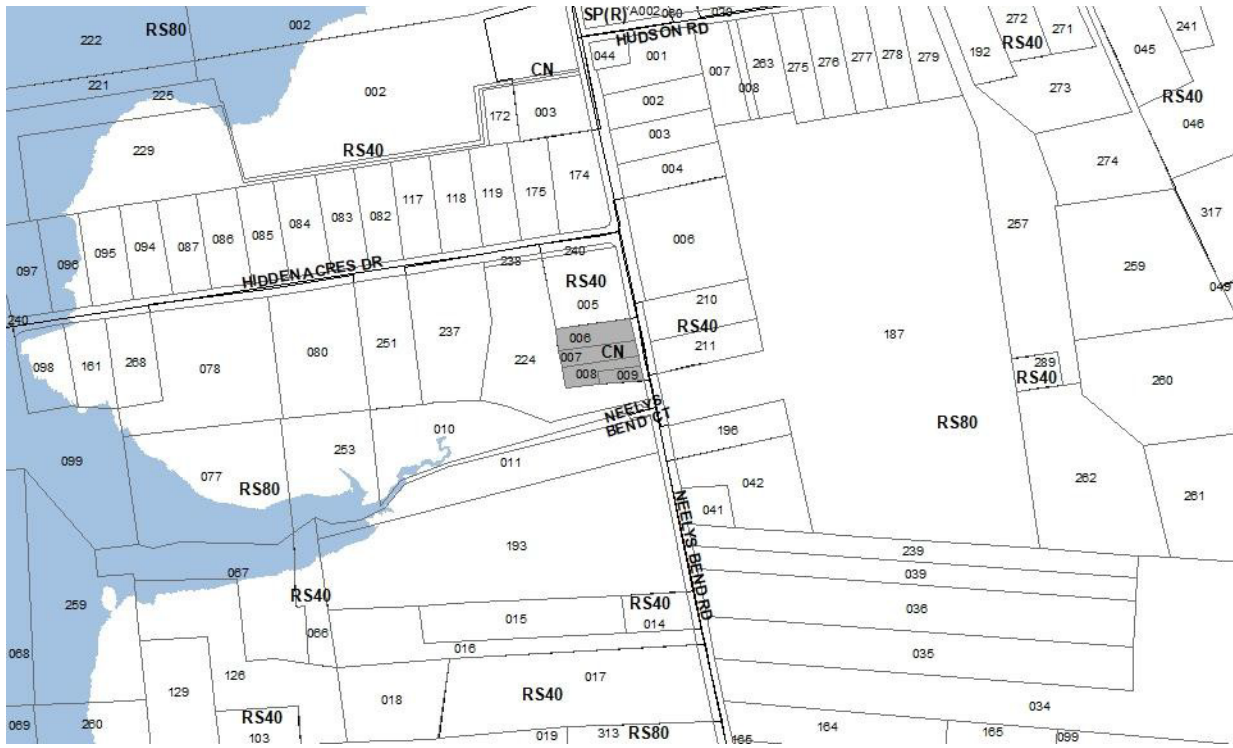 SP(R) YA002 060 030
222 RS80 002 HUDSON RD 272 271 241
044 001 192 RS40 045
221 CN 007 263 275 276 277 278 279
225 002 008 273 RS40
172 003 002 046
229 RS40 003 274
117 118 119 175 174 004
095 094 087 086 085 084 083 082 257 317
097 096 006 259
HIDDEN ACRES DR 238 240 RS40 049
240 005 210
098 161 268 078 080 251 237 224 006 RS40 187
007 CN 211 289
008 009 RS40 260
NEELYS BEND CT
010 196 RS80
099 253 011
077 RS80 042 262 261
041
193 NEELYS BEND RD 239
067 039
259 RS40 RS40 036
066 015 014
068 016 035
126 017
129 018 RS40 034
069 260 RS40 164
103 019 313 RS80 165 165 099